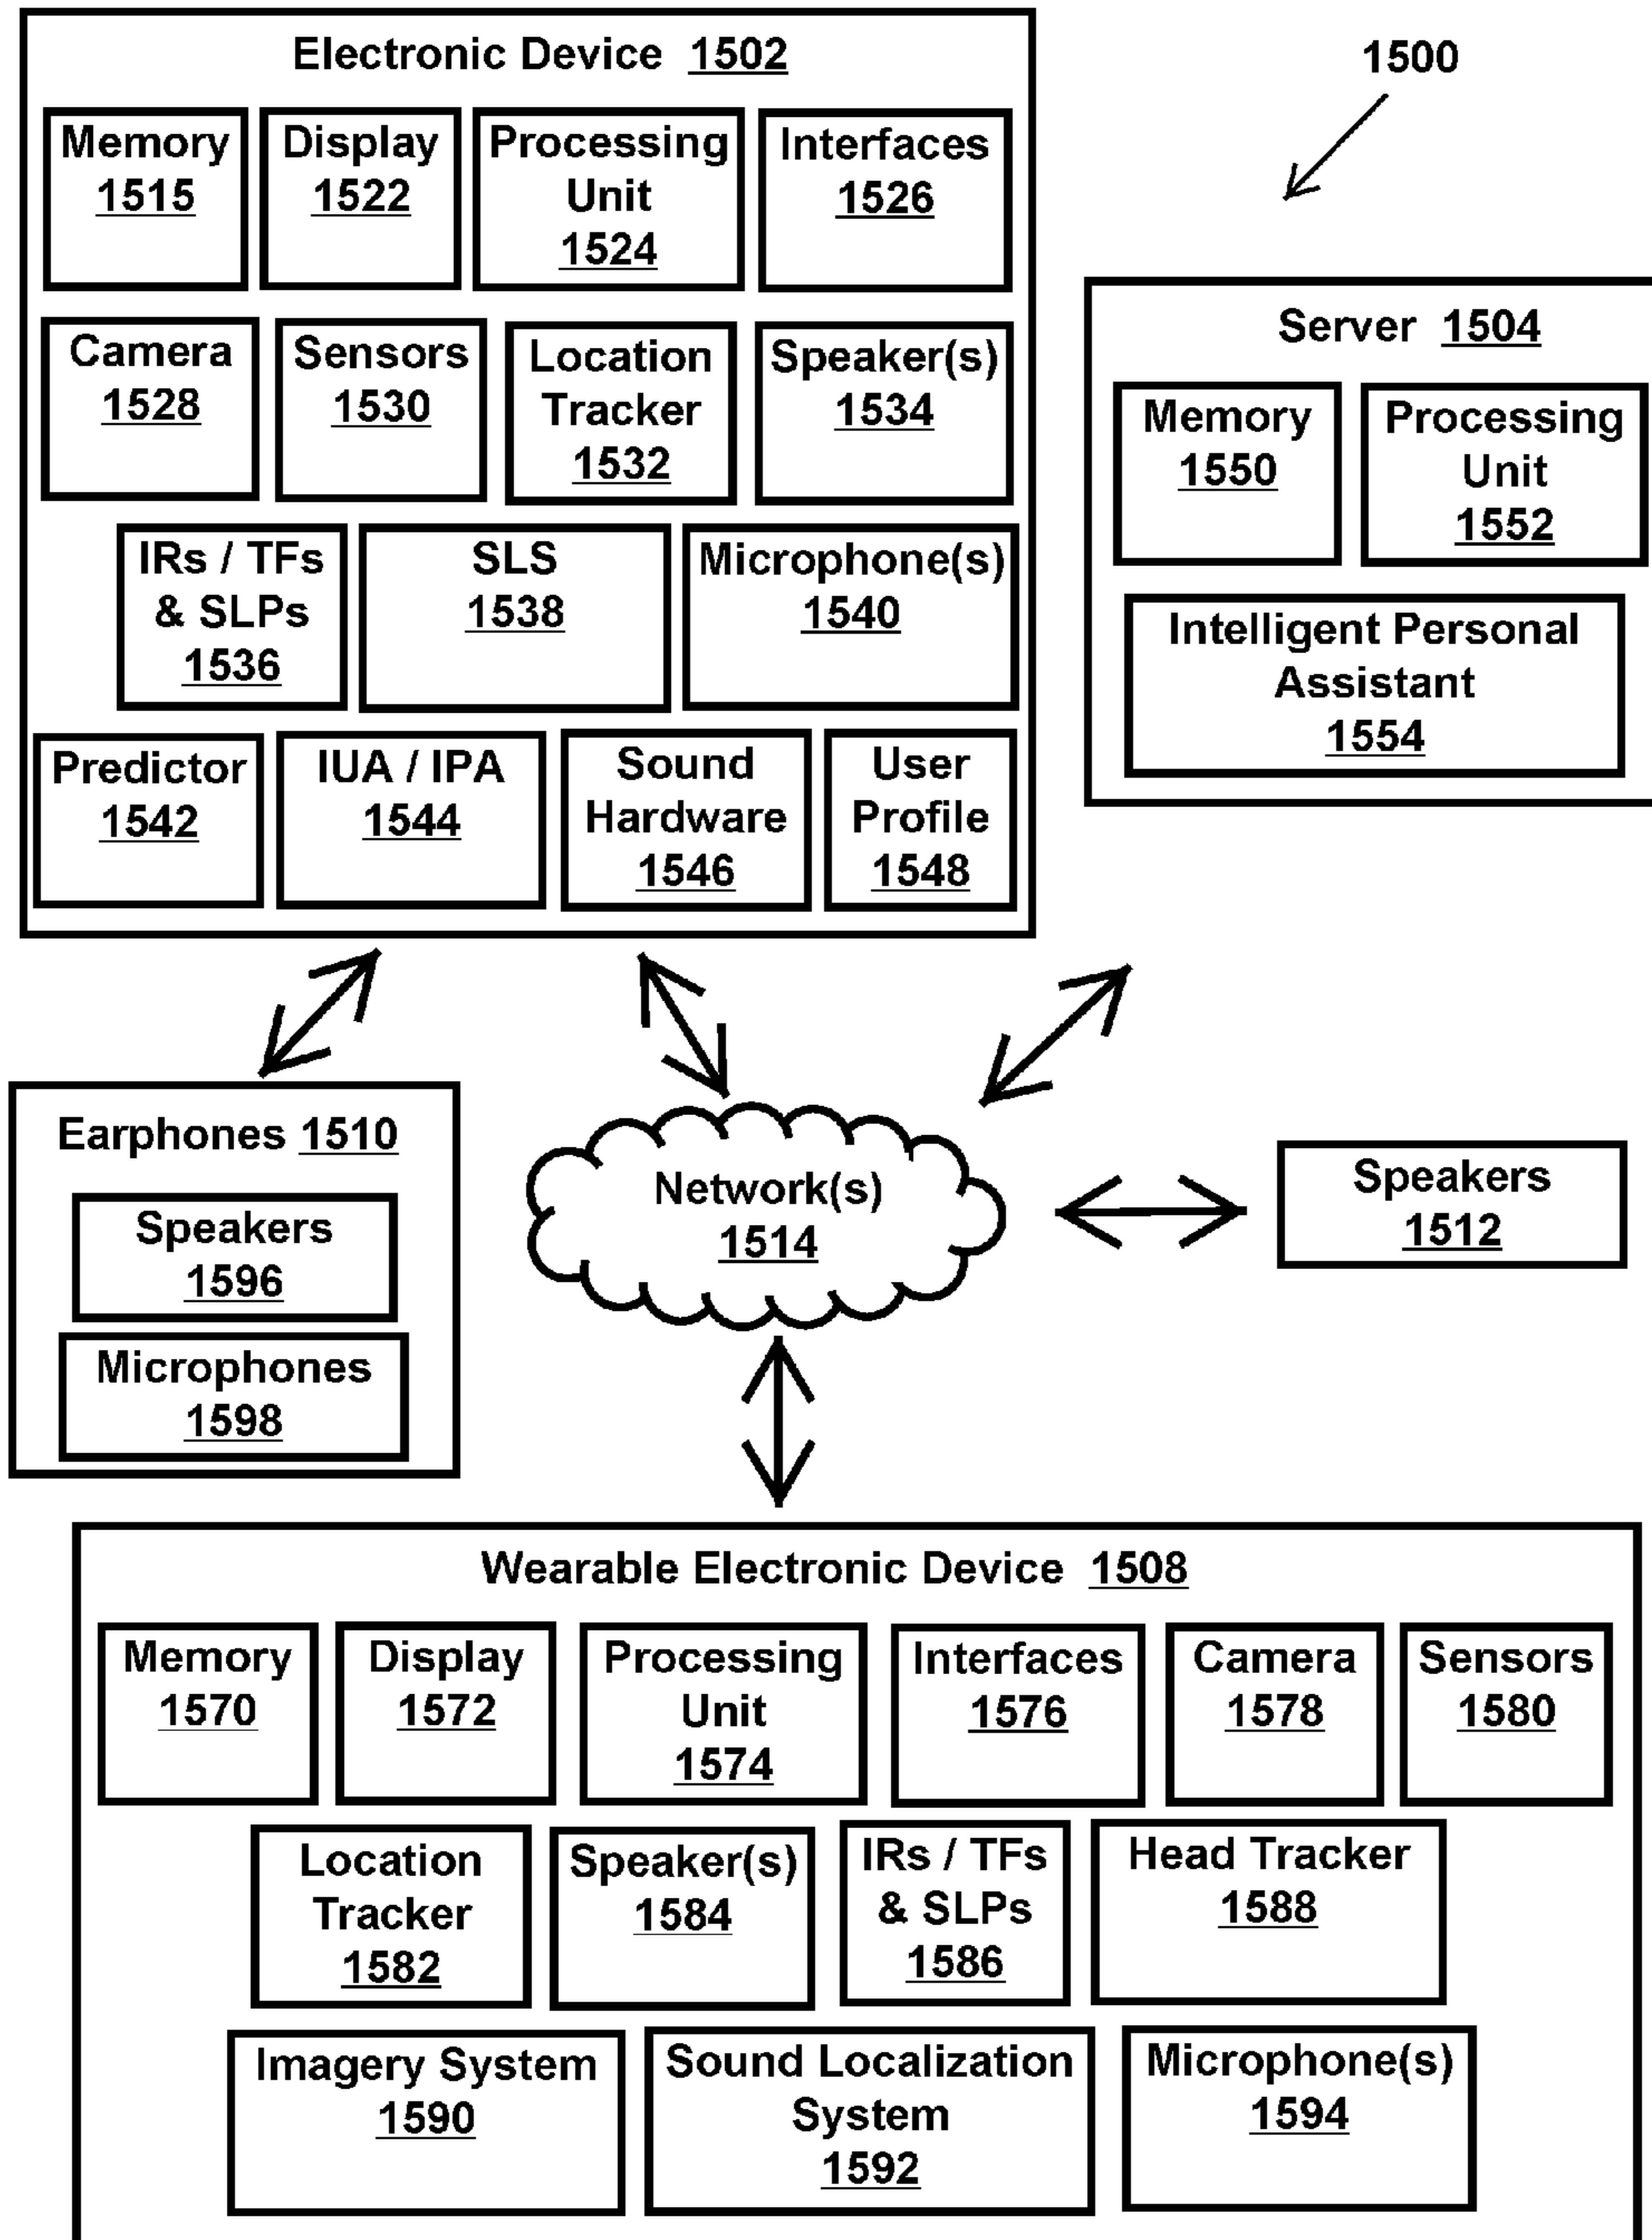 Electronic Device 1502
1500
Memory
1515
Display
1522
Processing
Unit
1524
Interfaces
1526
Camera
1528
Sensors
1530
Location
Tracker
1532
Speaker(s)
1534
IRs / TFs
& SLPs
1536
SLS
1538
Microphone(s)
1540
Predictor
1542
IUA / IPA
1544
Sound
Hardware
1546
User
Profile
1548
Server 1504
Memory
1550
Processing
Unit
1552
Intelligent Personal
Assistant
1554
Earphones 1510
Speakers
1596
Microphones
1598
Network(s)
1514
Speakers
1512
Wearable Electronic Device 1508
Memory
1570
Display
1572
Processing
Unit
1574
Interfaces
1576
Camera
1578
Sensors
1580
Location
Tracker
1582
Speaker(s)
1584
IRs / TFs
& SLPs
1586
Head Tracker
1588
Imagery System
1590
Sound Localization
System
1592
Microphone(s)
1594